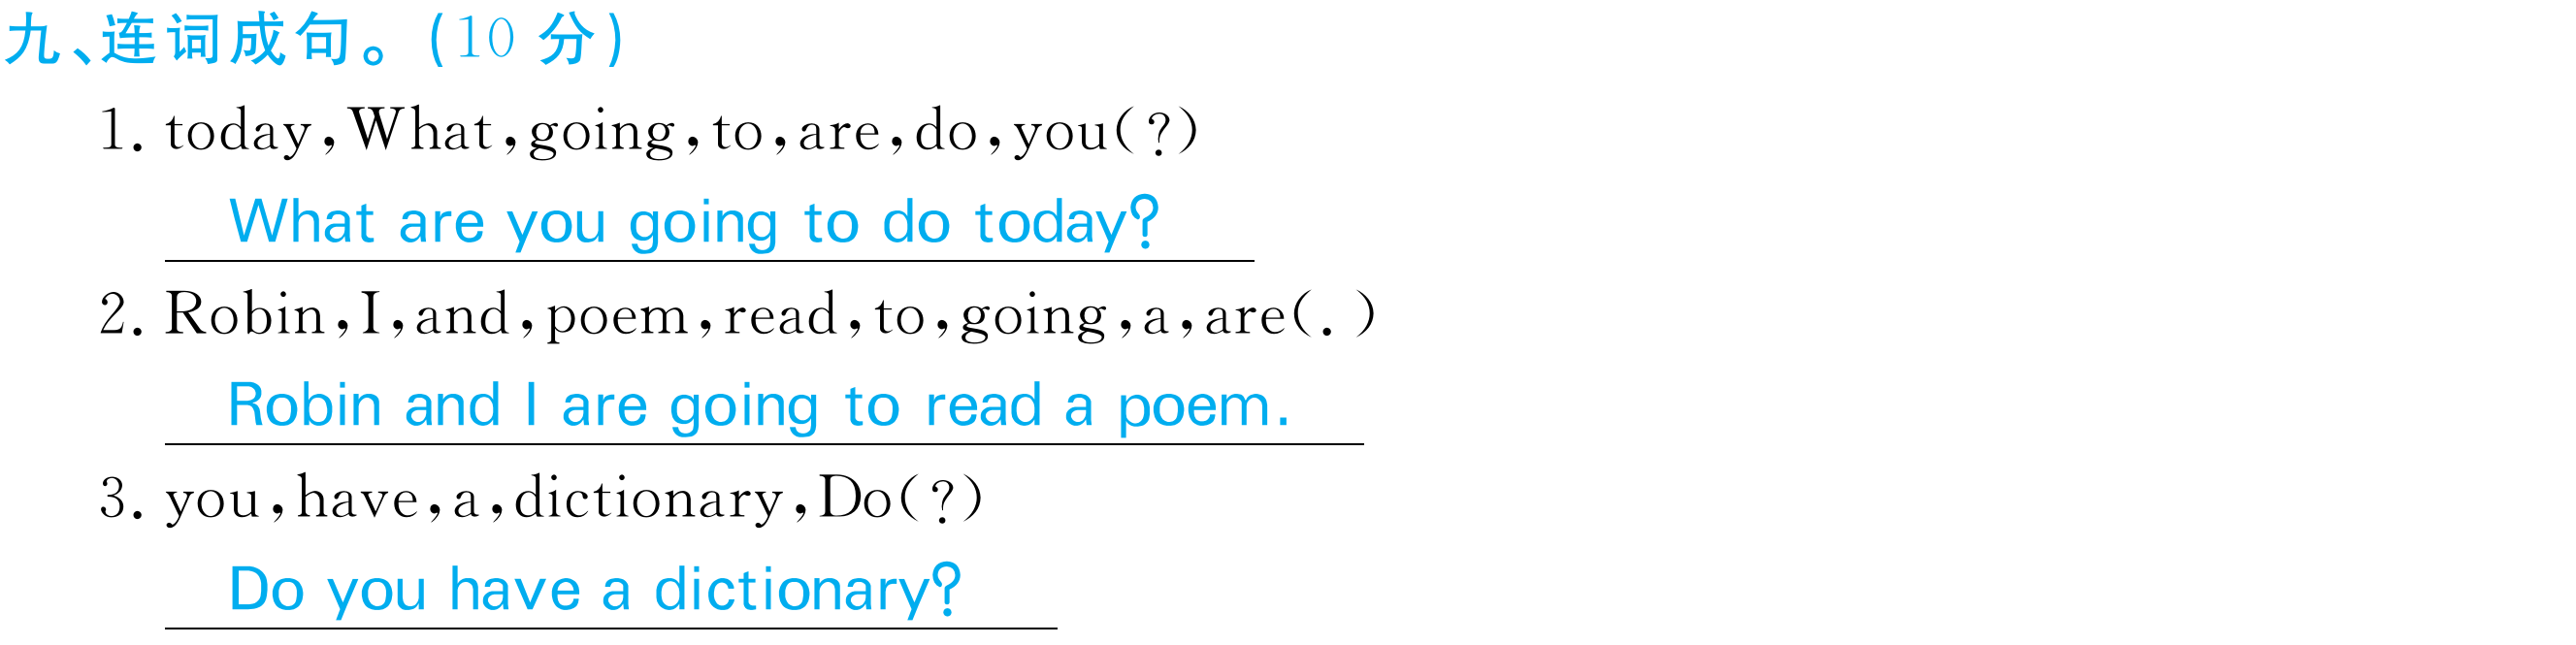 九、连词成句。(10 分)
1. today,What,going,to,are,do,you(?)
What are you going to do today?
2. Robin,I,and,poem,read,to,going,a,are(.)
Robin and I are going to read a poem.
3. you,have,a,dictionary,Do(?)
Do you have a dictionary?